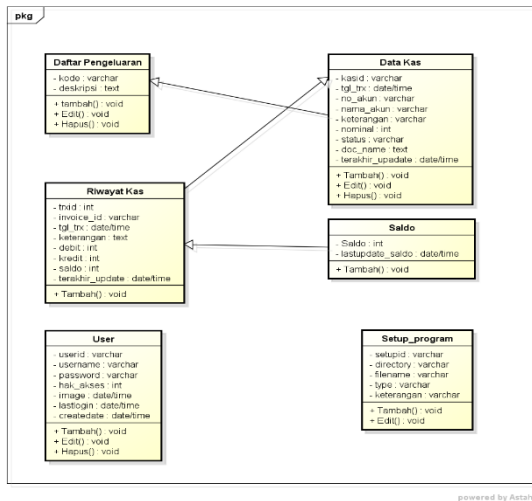 pkg
Daftar Pengeluaran
- kode : varchar
- deskripsi : text
+ tambah() : void
+ Edit() : void
+ Hapus() : void
Data Kas
- kasid : varchar
- tgl_trx : date/time
- no_akun : varchar
- nama_akun : varchar
- keterangan : varchar
- nominal : int
- status : varchar
- doc_name : text
- terakhir_upadate : date/time
+ Tambah() : void
+ Edit() : void
+ Hapus() : void
Riwayat Kas
- trxid : int
- invoice_id : varchar
- tgl_trx : date/time
- keterangan : text
- debit : int
- kredit : int
- saldo : int
- terakhir_update : date/time
+ Tambah() : void
Saldo
- Saldo : int
- lastupdate_saldo : date/time
+ Tambah() : void
User
- userid : varchar
- username : varchar
- password : varchar
- hak_akses : int
- image : date/time
- lastlogin : date/time
- createdate : date/time
+ Tambah() : void
+ Edit() : void
+ Hapus() : void
Setup_program
- setupid : varchar
- directory : varchar
- filename : varchar
- type : varchar
- keterangan : varchar
+ Tambah() : void
+ Edit() : void
powered by Astah